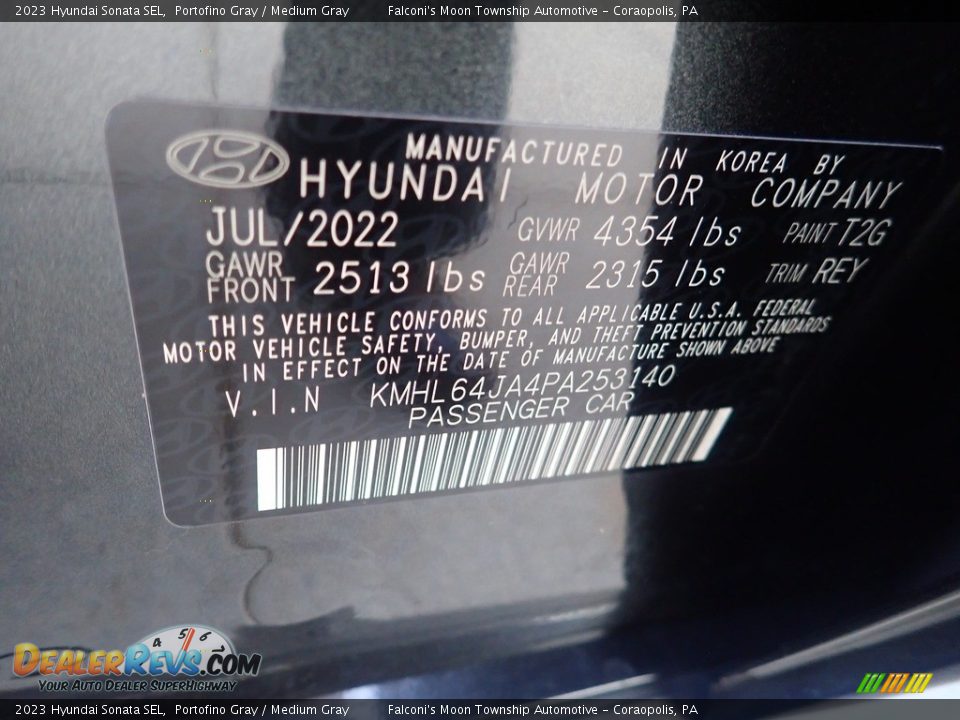 2023 Hyundai Sonata SEL,  Portofino Gray / Medium Gray        Falconi's Moon Township Automotive - Coraopolis, PA
MANUFACTURED IN KOREA BY
HYUNDAI MOTOR COMPANY
JUL/2022 GVWR 4354 lbs PAINT T2G
GAWR FRONT 2513 lbs GAWR REAR 2315 lbs TRIM REY
THIS VEHICLE CONFORMS TO ALL APPLICABLE U.S.A. FEDERAL
MOTOR VEHICLE SAFETY, BUMPER, AND THEFT PREVENTION STANDARDS
IN EFFECT ON THE DATE OF MANUFACTURE SHOWN ABOVE
V.I.N KMHL64JA4PA253140
PASSENGER CAR
4 5 6
DealerRevs.com
Your Auto Dealer SuperHighway
2023 Hyundai Sonata SEL,  Portofino Gray / Medium Gray        Falconi's Moon Township Automotive - Coraopolis, PA